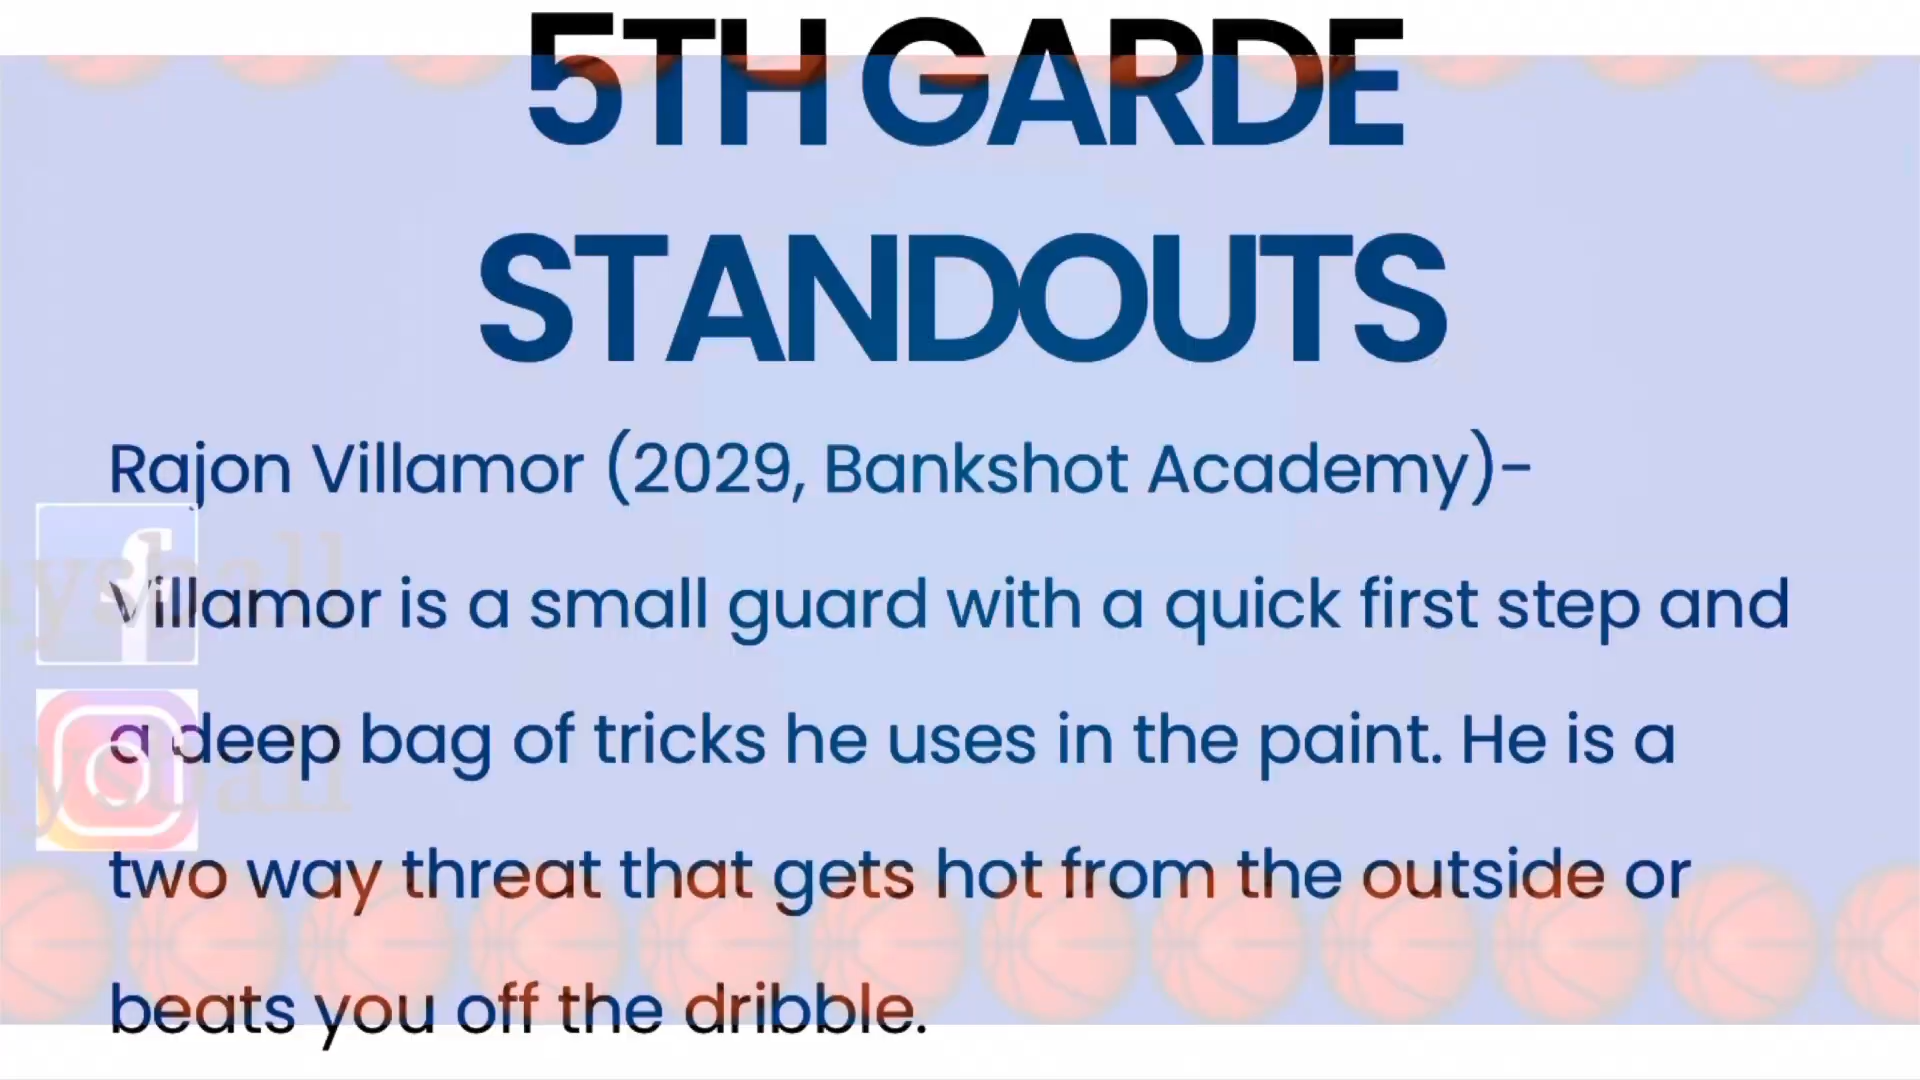 5TH GARDE
STANDOUTS
Rajon Villamor (2029, Bankshot Academy)-
Villamor is a small guard with a quick first step and
a deep bag of tricks he uses in the paint. He is a
two way threat that gets hot from the outside or
beats you off the dribble.